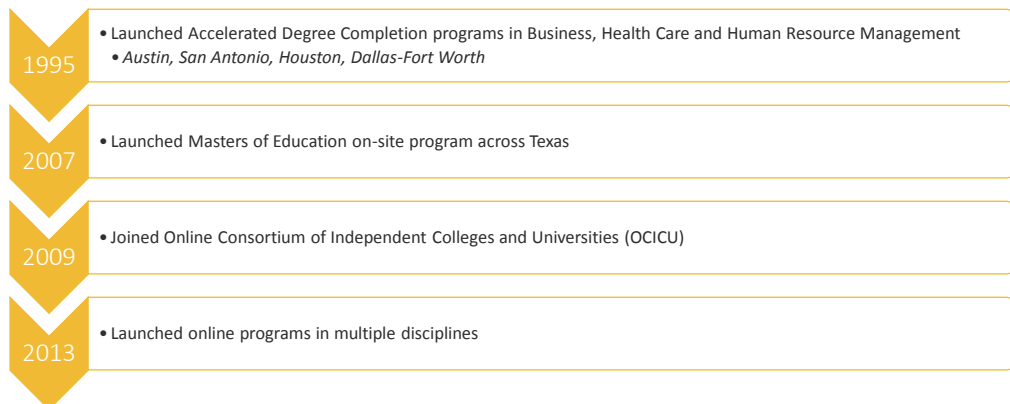 1995
• Launched Accelerated Degree Completion programs in Business, Health Care and Human Resource Management
• Austin, San Antonio, Houston, Dallas-Fort Worth
2007
• Launched Masters of Education on-site program across Texas
2009
• Joined Online Consortium of Independent Colleges and Universities (OCICU)
2013
• Launched online programs in multiple disciplines